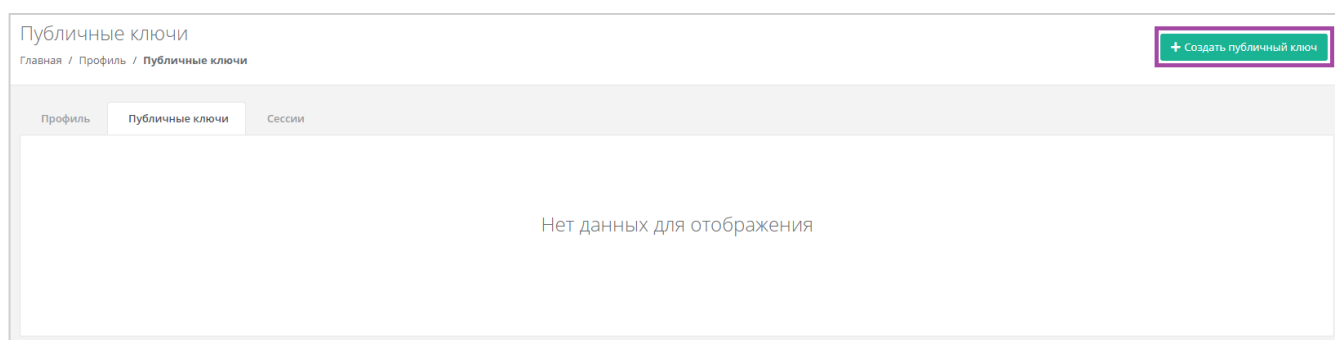 Публичные ключи
+ Создать публичный ключ
Главная / Профиль / Публичные ключи
Профиль Публичные ключи Сессии
Нет данных для отображения